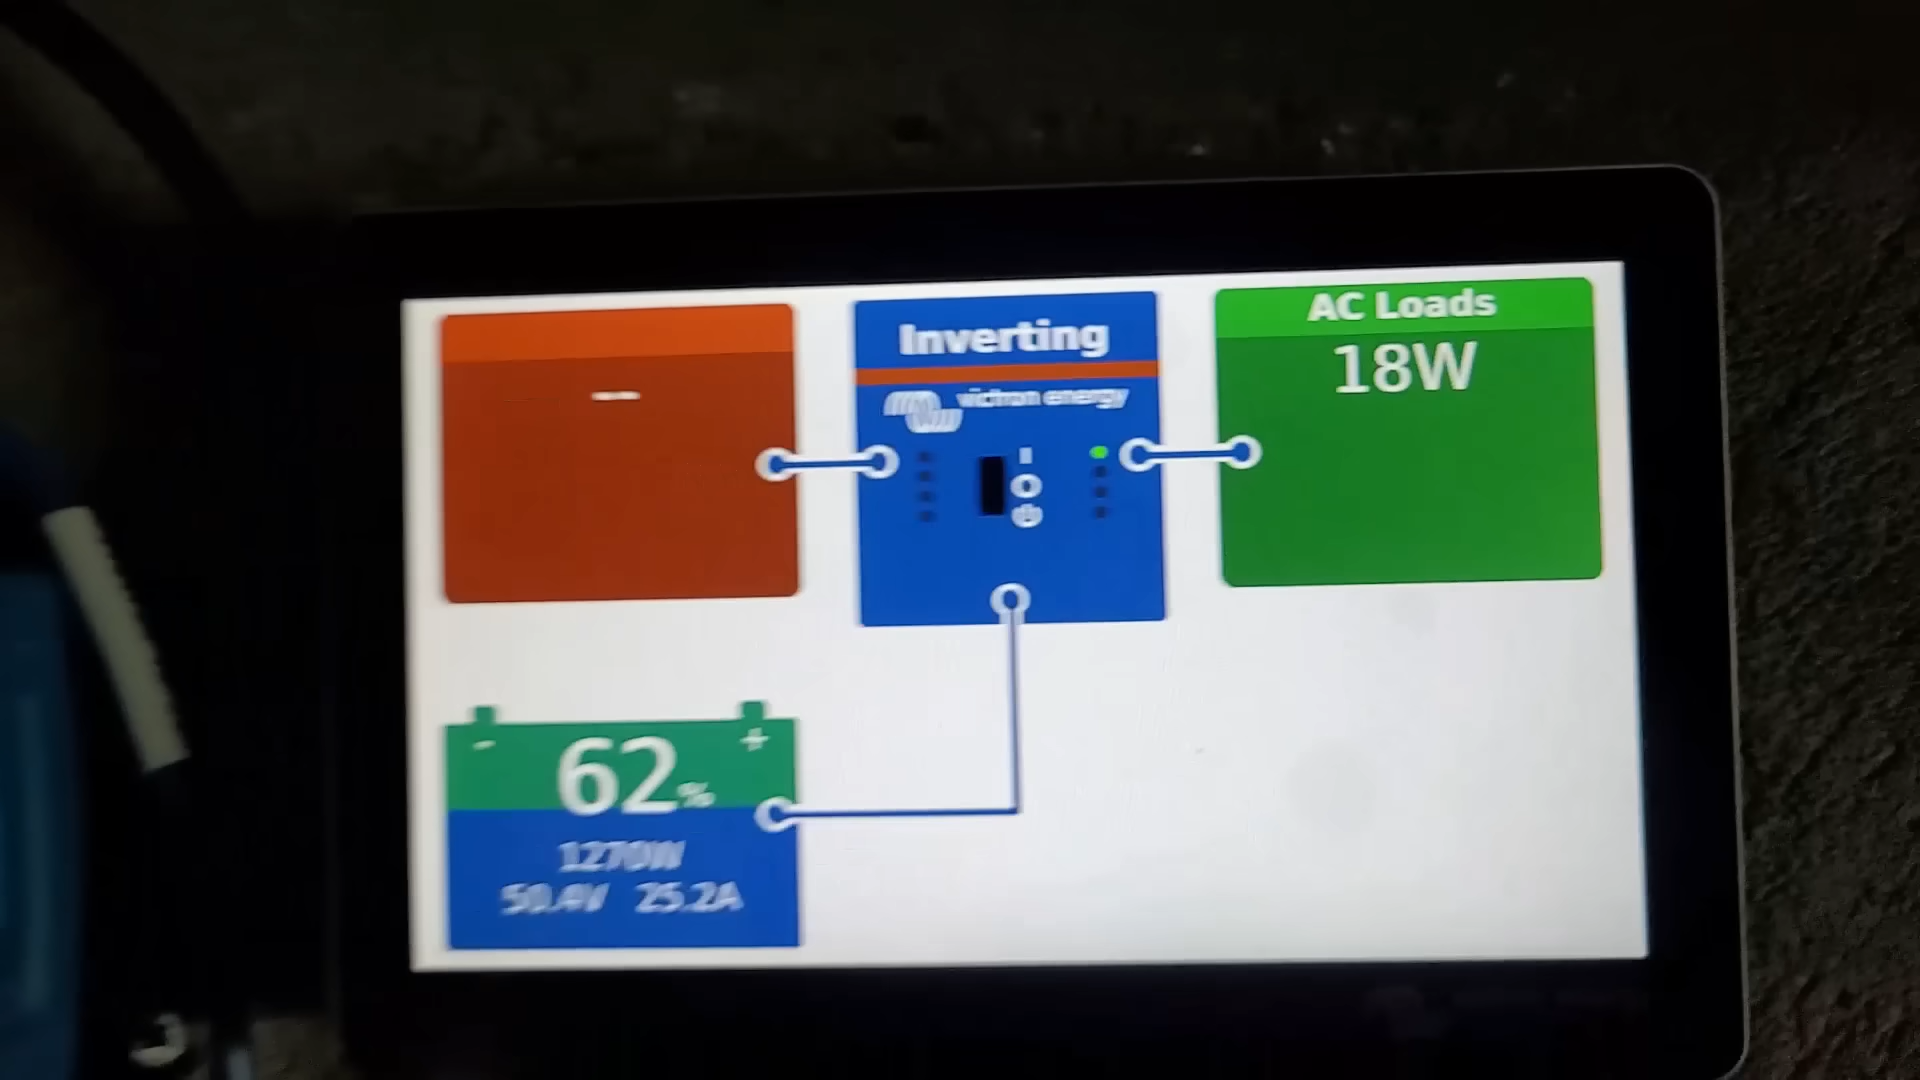 --
Inverting
victron energy
I
O
AC Loads
18W
- +
62%
1270W
50.4V 25.2A